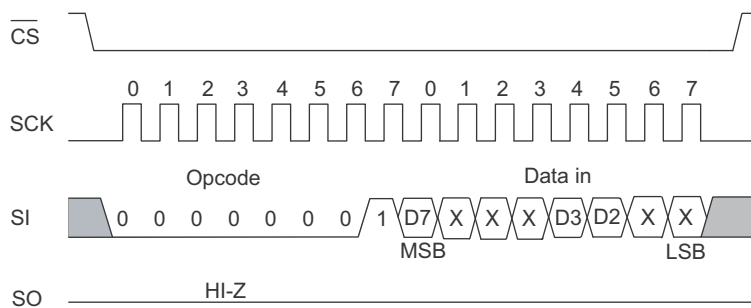 CS
0 1 2 3 4 5 6 7 0 1 2 3 4 5 6 7
SCK
Opcode Data in
SI 0 0 0 0 0 0 0 1 D7 X X X D3 D2 X X
MSB LSB
HI-Z
SO